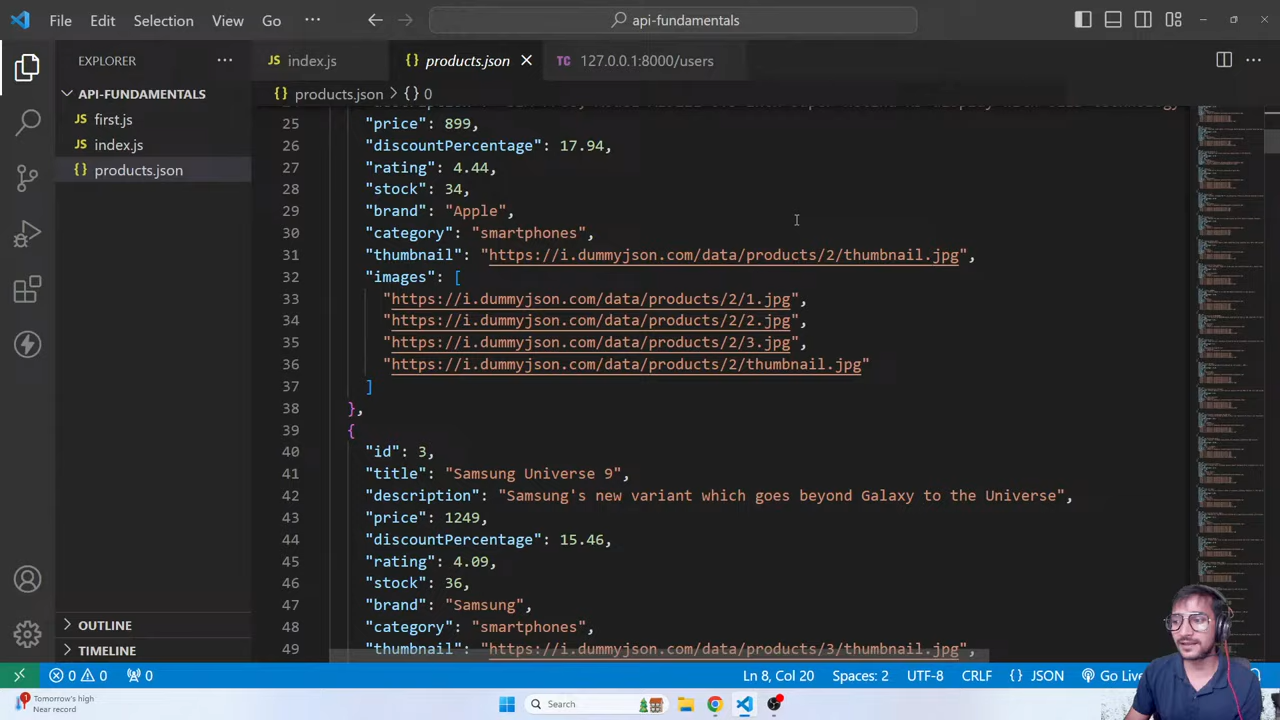 File Edit Selection View Go ··· api-fundamentals
EXPLORER ···
JS index.js {} products.json TC 127.0.0.1:8000/users
API-FUNDAMENTALS
{} products.json > {} 0
JS first.js
JS index.js
{} products.json
25 "price": 899,
26 "discountPercentage": 17.94,
27 "rating": 4.44,
28 "stock": 34,
29 "brand": "Apple",
30 "category": "smartphones",
31 "thumbnail": "https://i.dummyjson.com/data/products/2/thumbnail.jpg",
32 "images": [
33 "https://i.dummyjson.com/data/products/2/1.jpg",
34 "https://i.dummyjson.com/data/products/2/2.jpg",
35 "https://i.dummyjson.com/data/products/2/3.jpg",
36 "https://i.dummyjson.com/data/products/2/thumbnail.jpg"
37 ]
38 },
39 {
40 "id": 3,
41 "title": "Samsung Universe 9",
42 "description": "Samsung's new variant which goes beyond Galaxy to the Universe",
43 "price": 1249,
44 "discountPercentage": 15.46,
45 "rating": 4.09,
46 "stock": 36,
47 "brand": "Samsung",
48 "category": "smartphones",
49 "thumbnail": "https://i.dummyjson.com/data/products/3/thumbnail.jpg",
OUTLINE
TIMELINE
0 0 0 Ln 8, Col 20 Spaces: 2 UTF-8 CRLF {} JSON Go Live
1 Tomorrow's high
Near record
Search